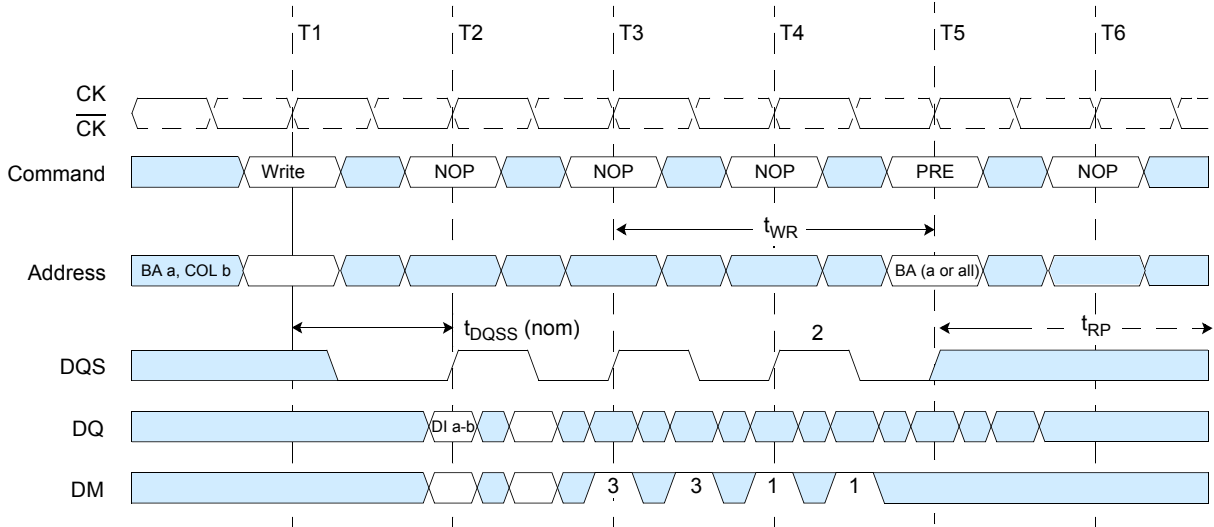 T1 T2 T3 T4 T5 T6
CK
CK
Command Write NOP NOP NOP PRE NOP
tWR
Address BA a, COL b BA (a or all)
tDQSS (nom) tRP
2
DQS
DQ DI a-b
DM 3 3 1 1